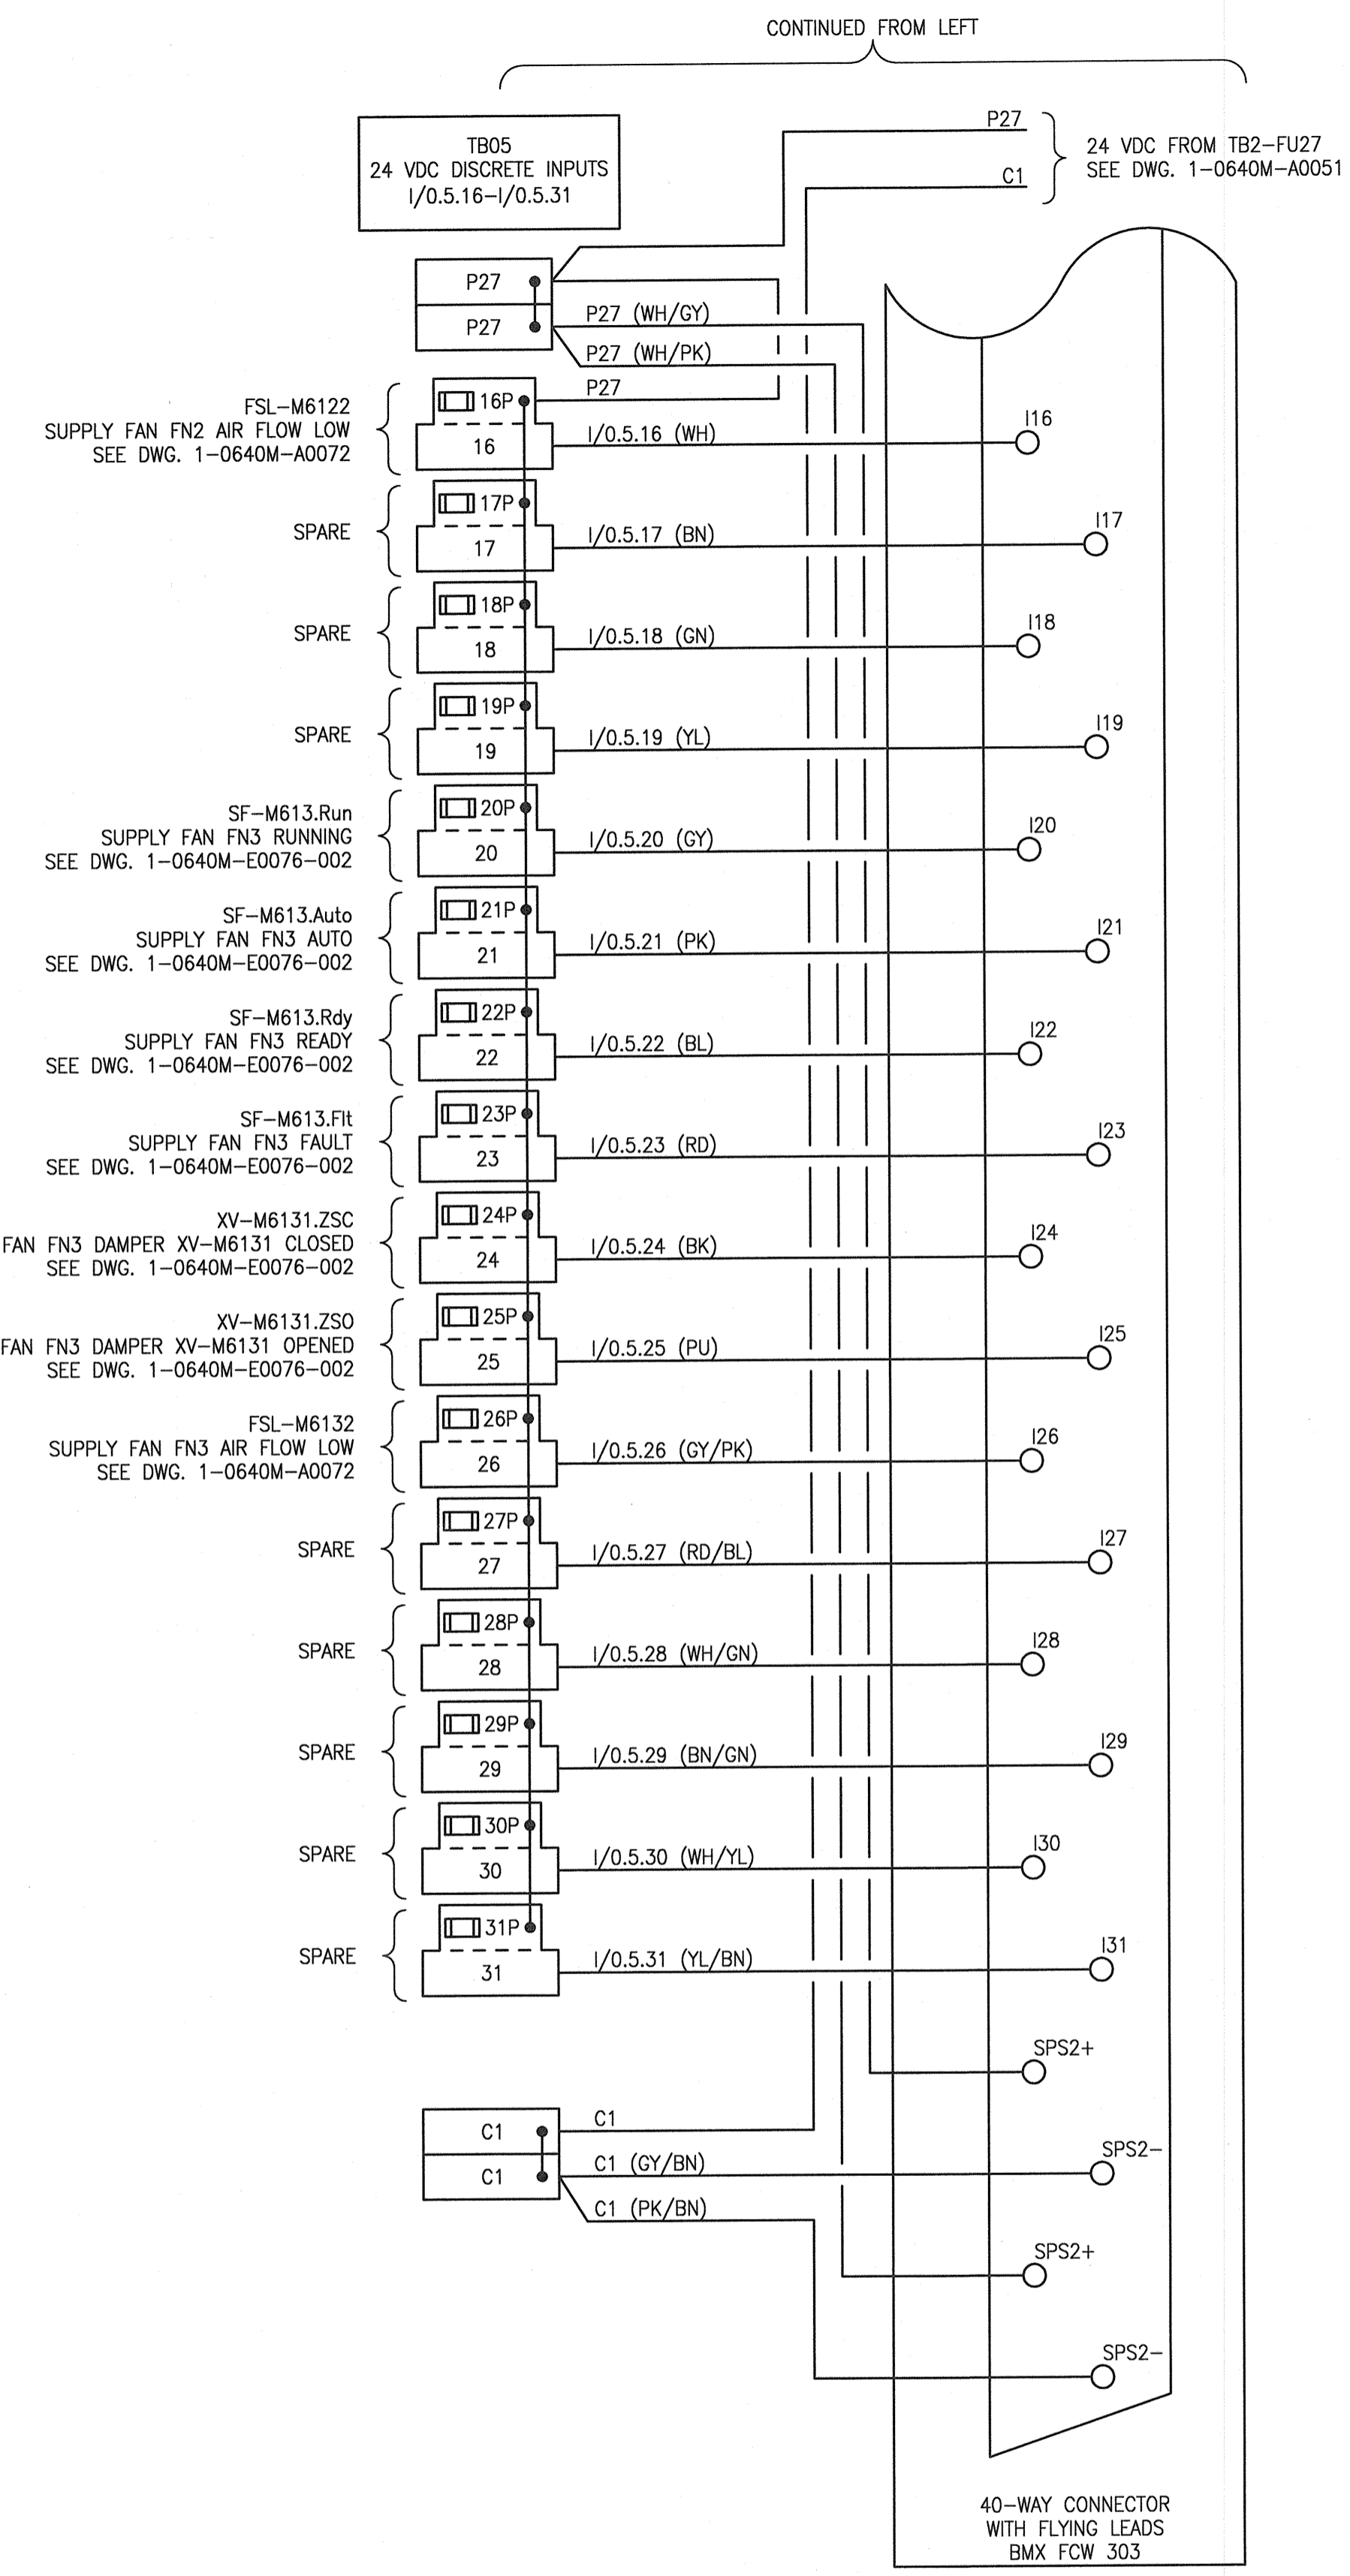 CONTINUED FROM LEFT
TB05
24 VDC DISCRETE INPUTS
I/0.5.16-I/0.5.31
P27
C1
24 VDC FROM TB2-FU27
SEE DWG. 1-0640M-A0051
P27
P27
P27 (WH/GY)
P27 (WH/PK)
P27
FSL-M6122
SUPPLY FAN FN2 AIR FLOW LOW
SEE DWG. 1-0640M-A0072
16P
16
I/0.5.16 (WH)
I16
SPARE
17P
17
I/0.5.17 (BN)
I17
SPARE
18P
18
I/0.5.18 (GN)
I18
SPARE
19P
19
I/0.5.19 (YL)
I19
SF-M613.Run
SUPPLY FAN FN3 RUNNING
SEE DWG. 1-0640M-E0076-002
20P
20
I/0.5.20 (GY)
I20
SF-M613.Auto
SUPPLY FAN FN3 AUTO
SEE DWG. 1-0640M-E0076-002
21P
21
I/0.5.21 (PK)
I21
SF-M613.Rdy
SUPPLY FAN FN3 READY
SEE DWG. 1-0640M-E0076-002
22P
22
I/0.5.22 (BL)
I22
SF-M613.Flt
SUPPLY FAN FN3 FAULT
SEE DWG. 1-0640M-E0076-002
23P
23
I/0.5.23 (RD)
I23
XV-M6131.ZSC
FAN FN3 DAMPER XV-M6131 CLOSED
SEE DWG. 1-0640M-E0076-002
24P
24
I/0.5.24 (BK)
I24
XV-M6131.ZSO
FAN FN3 DAMPER XV-M6131 OPENED
SEE DWG. 1-0640M-E0076-002
25P
25
I/0.5.25 (PU)
I25
FSL-M6132
SUPPLY FAN FN3 AIR FLOW LOW
SEE DWG. 1-0640M-A0072
26P
26
I/0.5.26 (GY/PK)
I26
SPARE
27P
27
I/0.5.27 (RD/BL)
I27
SPARE
28P
28
I/0.5.28 (WH/GN)
I28
SPARE
29P
29
I/0.5.29 (BN/GN)
I29
SPARE
30P
30
I/0.5.30 (WH/YL)
I30
SPARE
31P
31
I/0.5.31 (YL/BN)
I31
SPS2+
C1
C1
C1
C1 (GY/BN)
SPS2-
C1 (PK/BN)
SPS2+
SPS2-
40-WAY CONNECTOR
WITH FLYING LEADS
BMX FCW 303